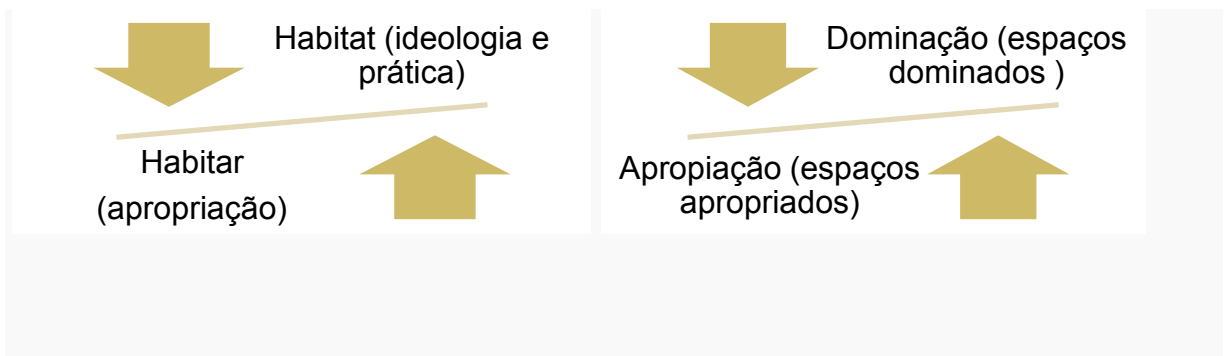 Habitat (ideologia e
prática)
Habitar
(apropriação)
Dominação (espaços
dominados )
Apropiação (espaços
apropriados)